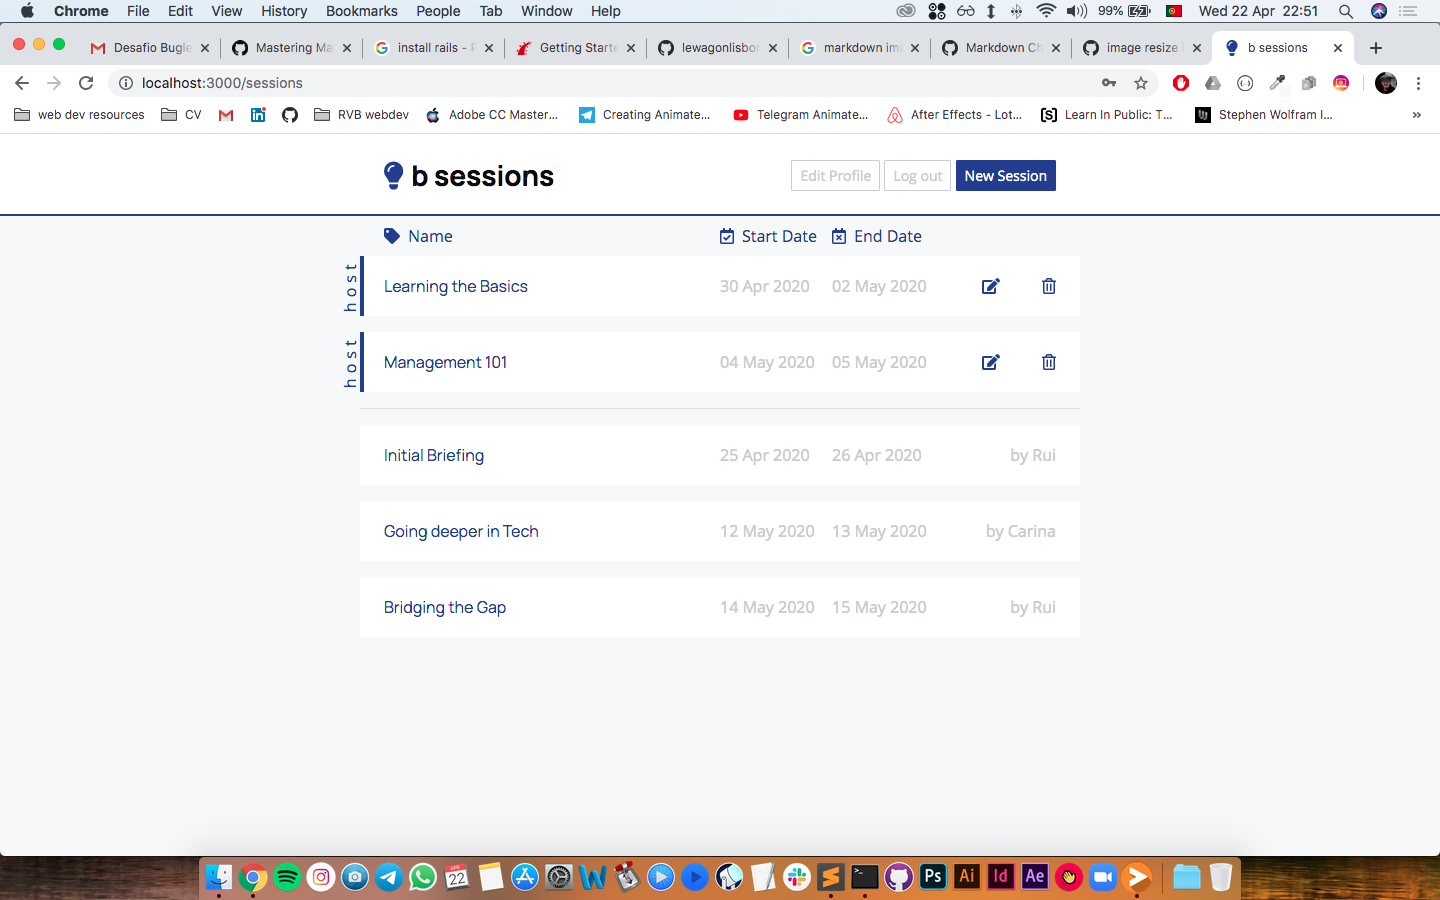 Chrome File Edit View History Bookmarks People Tab Window Help 99% Wed 22 Apr 22:51
Desafio Bugle Mastering Ma install rails - Getting Starte lewagonlisbo markdown im Markdown Ch image resize b sessions
localhost:3000/sessions
web dev resources CV RVB webdev Adobe CC Master... Creating Animate... Telegram Animate... After Effects - Lot... Learn In Public: T... Stephen Wolfram I... »
b sessions Edit Profile Log out New Session
Name Start Date End Date
host Learning the Basics 30 Apr 2020 02 May 2020
host Management 101 04 May 2020 05 May 2020
Initial Briefing 25 Apr 2020 26 Apr 2020 by Rui
Going deeper in Tech 12 May 2020 13 May 2020 by Carina
Bridging the Gap 14 May 2020 15 May 2020 by Rui
22 Ps Ai Id Ae